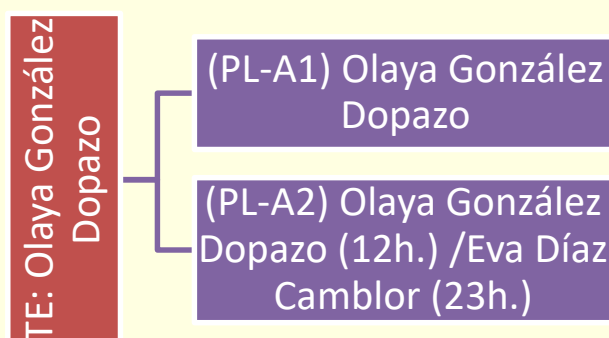 TE: Olaya González
Dopazo
(PL-A1) Olaya González
Dopazo
(PL-A2) Olaya González
Dopazo (12h.) /Eva Díaz
Camblor (23h.)